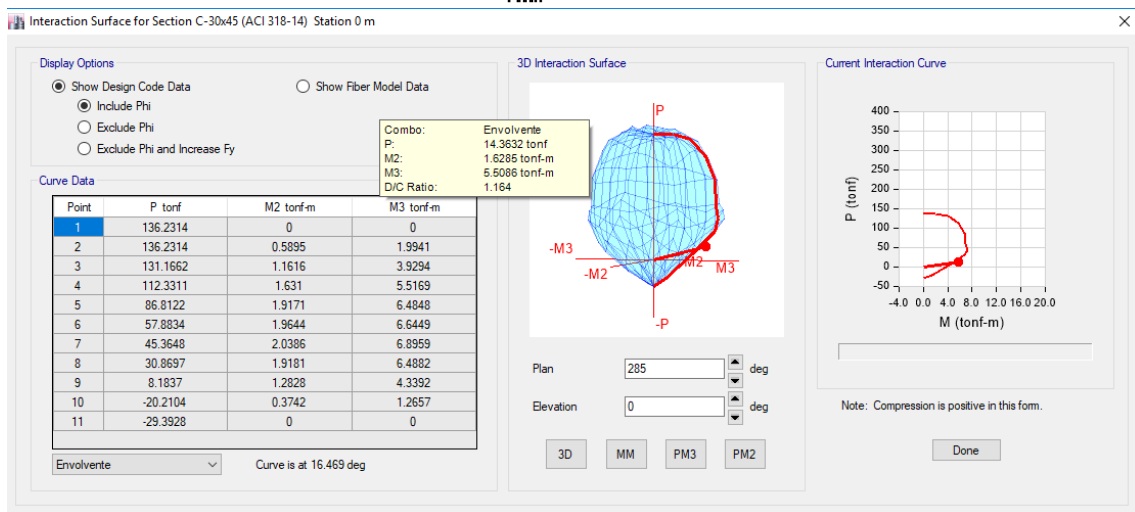 Interaction Surface for Section C-30x45 (ACI 318-14) Station 0 m
Display Options
Show Design Code Data
Show Fiber Model Data
Include Phi
Exclude Phi
Exclude Phi and Increase Fy
Combo: Envolvente
P: 14.3632 tonf
M2: 1.6285 tonf-m
M3: 5.5086 tonf-m
D/C Ratio: 1.164
Curve Data
Point P tonf M2 tonf-m M3 tonf-m
1 136.2314 0 0
2 136.2314 0.5895 1.9941
3 131.1662 1.1616 3.9294
4 112.3311 1.631 5.5169
5 86.8122 1.9171 6.4848
6 57.8834 1.9644 6.6449
7 45.3648 2.0386 6.8959
8 30.8697 1.9181 6.4882
9 8.1837 1.2828 4.3392
10 -20.2104 0.3742 1.2657
11 -29.3928 0 0
Envolvente
Curve is at 16.469 deg
3D Interaction Surface
P
-M3
-M2
M2
M3
-P
Plan 285 deg
Elevation 0 deg
3D MM PM3 PM2
Current Interaction Curve
P (tonf)
400
350
300
250
200
150
100
50
0
-50
-4.0 0.0 4.0 8.0 12.0 16.0 20.0
M (tonf-m)
Note: Compression is positive in this form.
Done